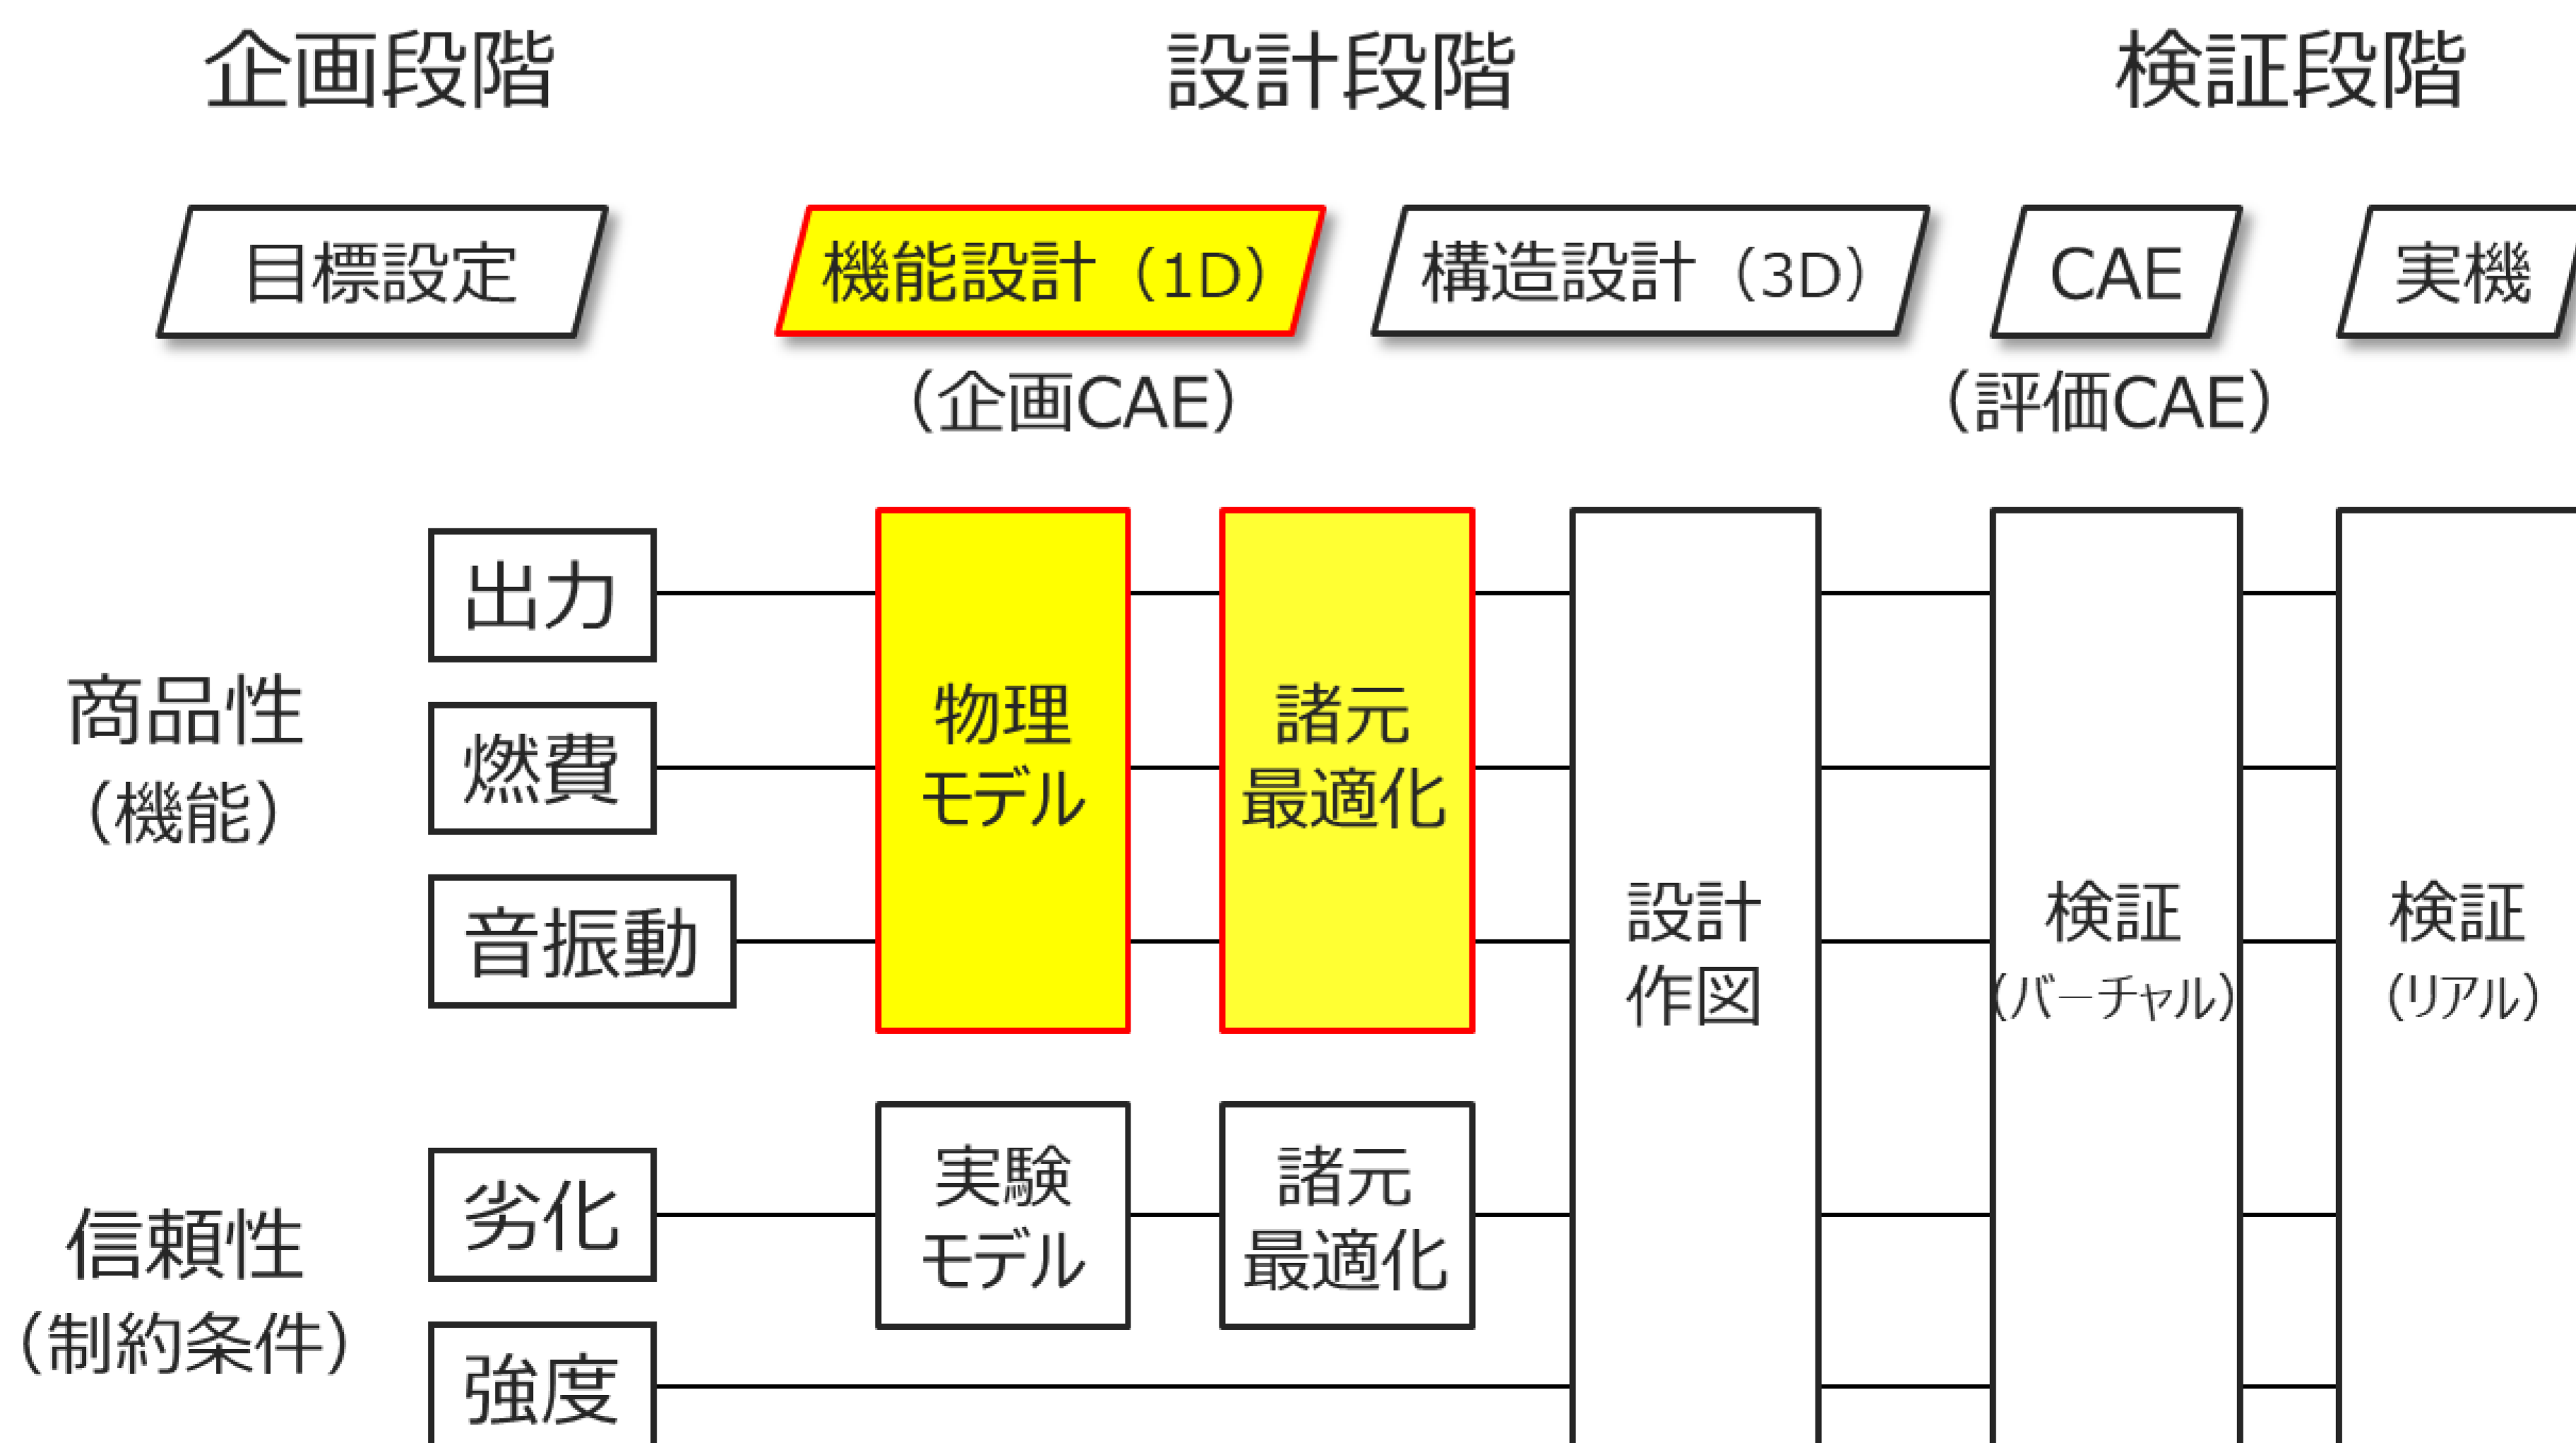 企画段階
設計段階
検証段階
目標設定
機能設計（1D）
構造設計（3D）
CAE
実機
（企画CAE）
（評価CAE）
商品性
（機能）
出力
燃費
音振動
物理
モデル
諸元
最適化
設計
作図
検証
（バーチャル）
検証
（リアル）
信頼性
（制約条件）
劣化
強度
実験
モデル
諸元
最適化